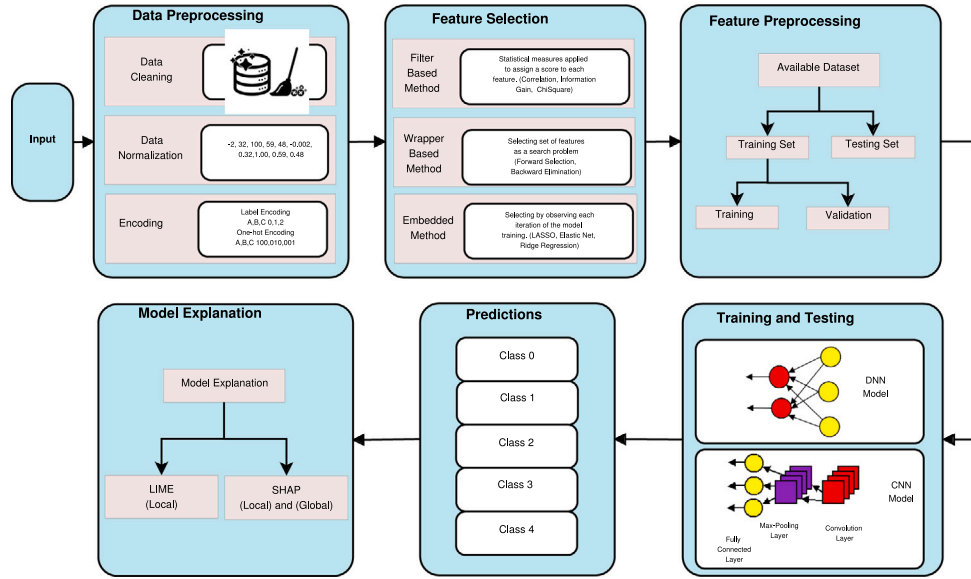 Input
Data Preprocessing
Data
Cleaning
Data
Normalization
-2, 32, 100, 59, 48, -0.002,
0.32,1.00, 0.59, 0.48
Encoding
Label Encoding
A,B,C 0,1,2
One-hot Encoding
A,B,C 100,010,001
Feature Selection
Filter
Based
Method
Statistical measures applied
to assign a score to each
feature. (Correlation, Information
Gain, ChiSquare)
Wrapper
Based
Method
Selecting set of features
as a search problem
(Forward Selection,
Backward Elimination)
Embedded
Method
Selecting by observing each
iteration of the model
training. (LASSO, Elastic Net,
Ridge Regression)
Feature Preprocessing
Available Dataset
Training Set
Testing Set
Training
Validation
Training and Testing
DNN
Model
CNN
Model
Max-Pooling
Layer
Convolution
Layer
Fully
Connected
Layer
Predictions
Class 0
Class 1
Class 2
Class 3
Class 4
Model Explanation
Model Explanation
LIME
(Local)
SHAP
(Local) and (Global)